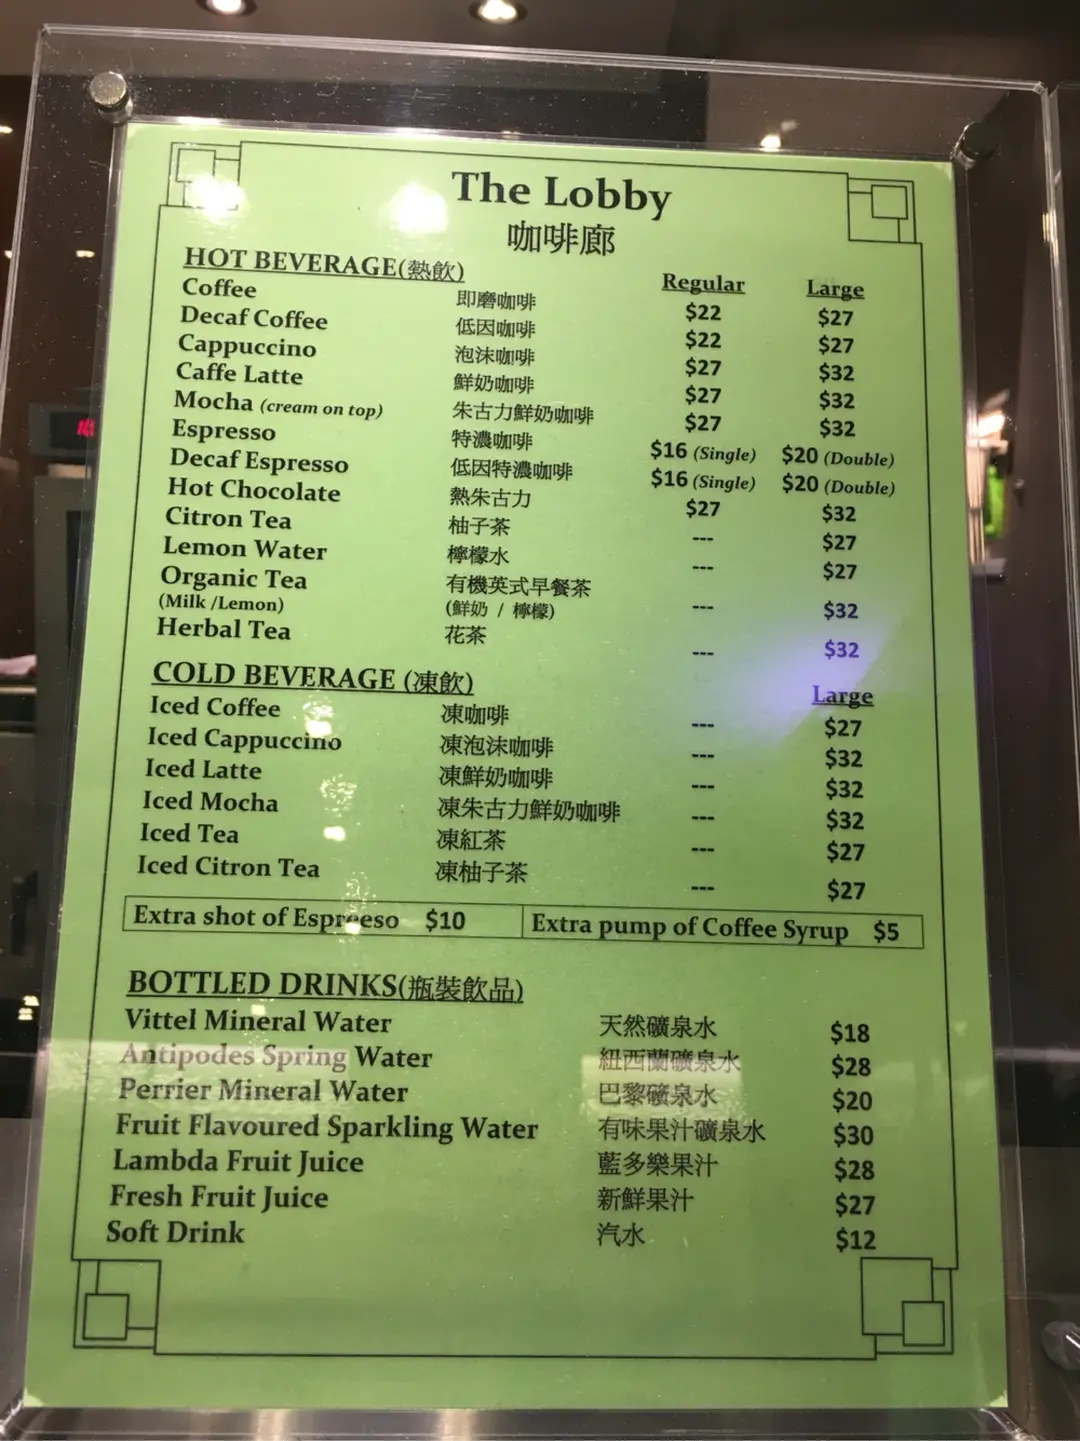 The Lobby
咖啡廊
HOT BEVERAGE(熱飲) Regular Large
Coffee 即磨咖啡 $22 $27
Decaf Coffee 低因咖啡 $22 $27
Cappuccino 泡沫咖啡 $27 $32
Caffe Latte 鮮奶咖啡 $27 $32
Mocha (cream on top) 朱古力鮮奶咖啡 $27 $32
Espresso 特濃咖啡 $16 (Single) $20 (Double)
Decaf Espresso 低因特濃咖啡 $16 (Single) $20 (Double)
Hot Chocolate 熱朱古力 $27 $32
Citron Tea 柚子茶 --- $27
Lemon Water 檸檬水 --- $27
Organic Tea 有機英式早餐茶
(Milk /Lemon) (鮮奶 / 檸檬) --- $32
Herbal Tea 花茶 --- $32
COLD BEVERAGE (凍飲) Large
Iced Coffee 凍咖啡 --- $27
Iced Cappuccino 凍泡沫咖啡 --- $32
Iced Latte 凍鮮奶咖啡 --- $32
Iced Mocha 凍朱古力鮮奶咖啡 --- $32
Iced Tea 凍紅茶 --- $27
Iced Citron Tea 凍柚子茶 --- $27
Extra shot of Espreeso $10 Extra pump of Coffee Syrup $5
BOTTLED DRINKS(瓶裝飲品)
Vittel Mineral Water 天然礦泉水 $18
Antipodes Spring Water 紐西蘭礦泉水 $28
Perrier Mineral Water 巴黎礦泉水 $20
Fruit Flavoured Sparkling Water 有味果汁礦泉水 $30
Lambda Fruit Juice 藍多樂果汁 $28
Fresh Fruit Juice 新鮮果汁 $27
Soft Drink 汽水 $12